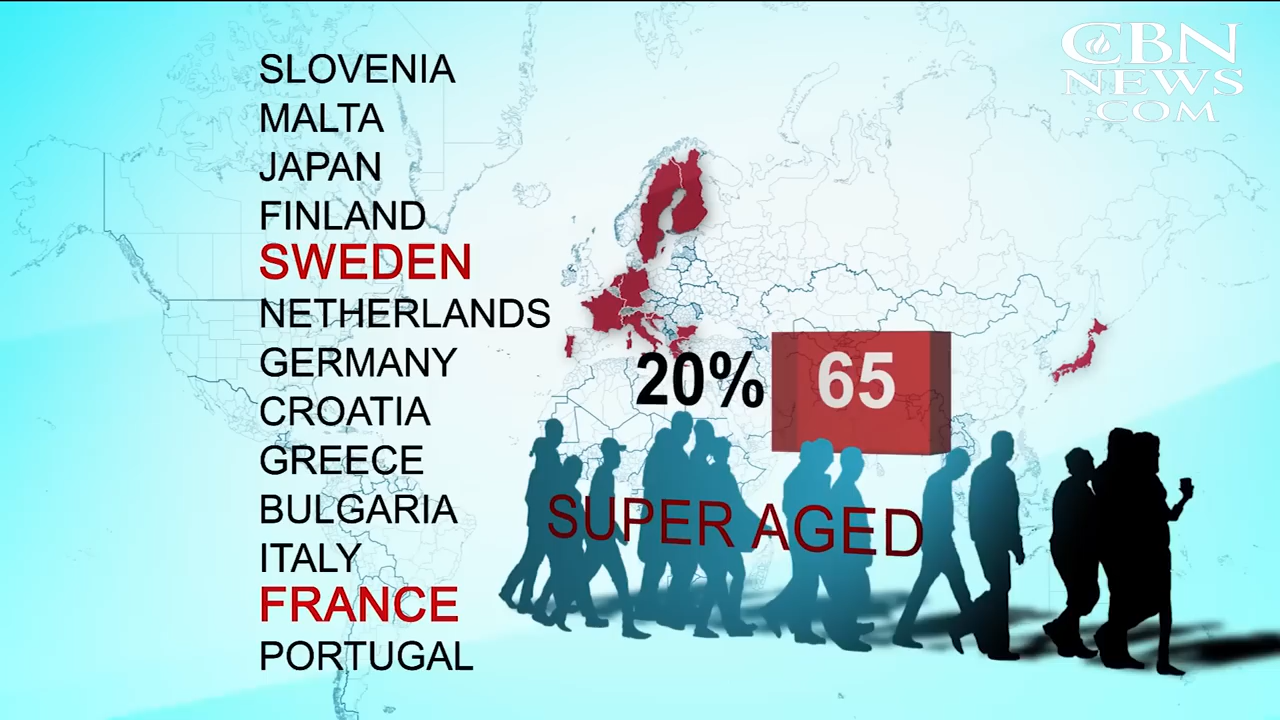 SLOVENIA
MALTA
JAPAN
FINLAND
SWEDEN
NETHERLANDS
GERMANY
CROATIA
GREECE
BULGARIA
ITALY
FRANCE
PORTUGAL
CBN
NEWS
.COM
20% 65
SUPER AGED